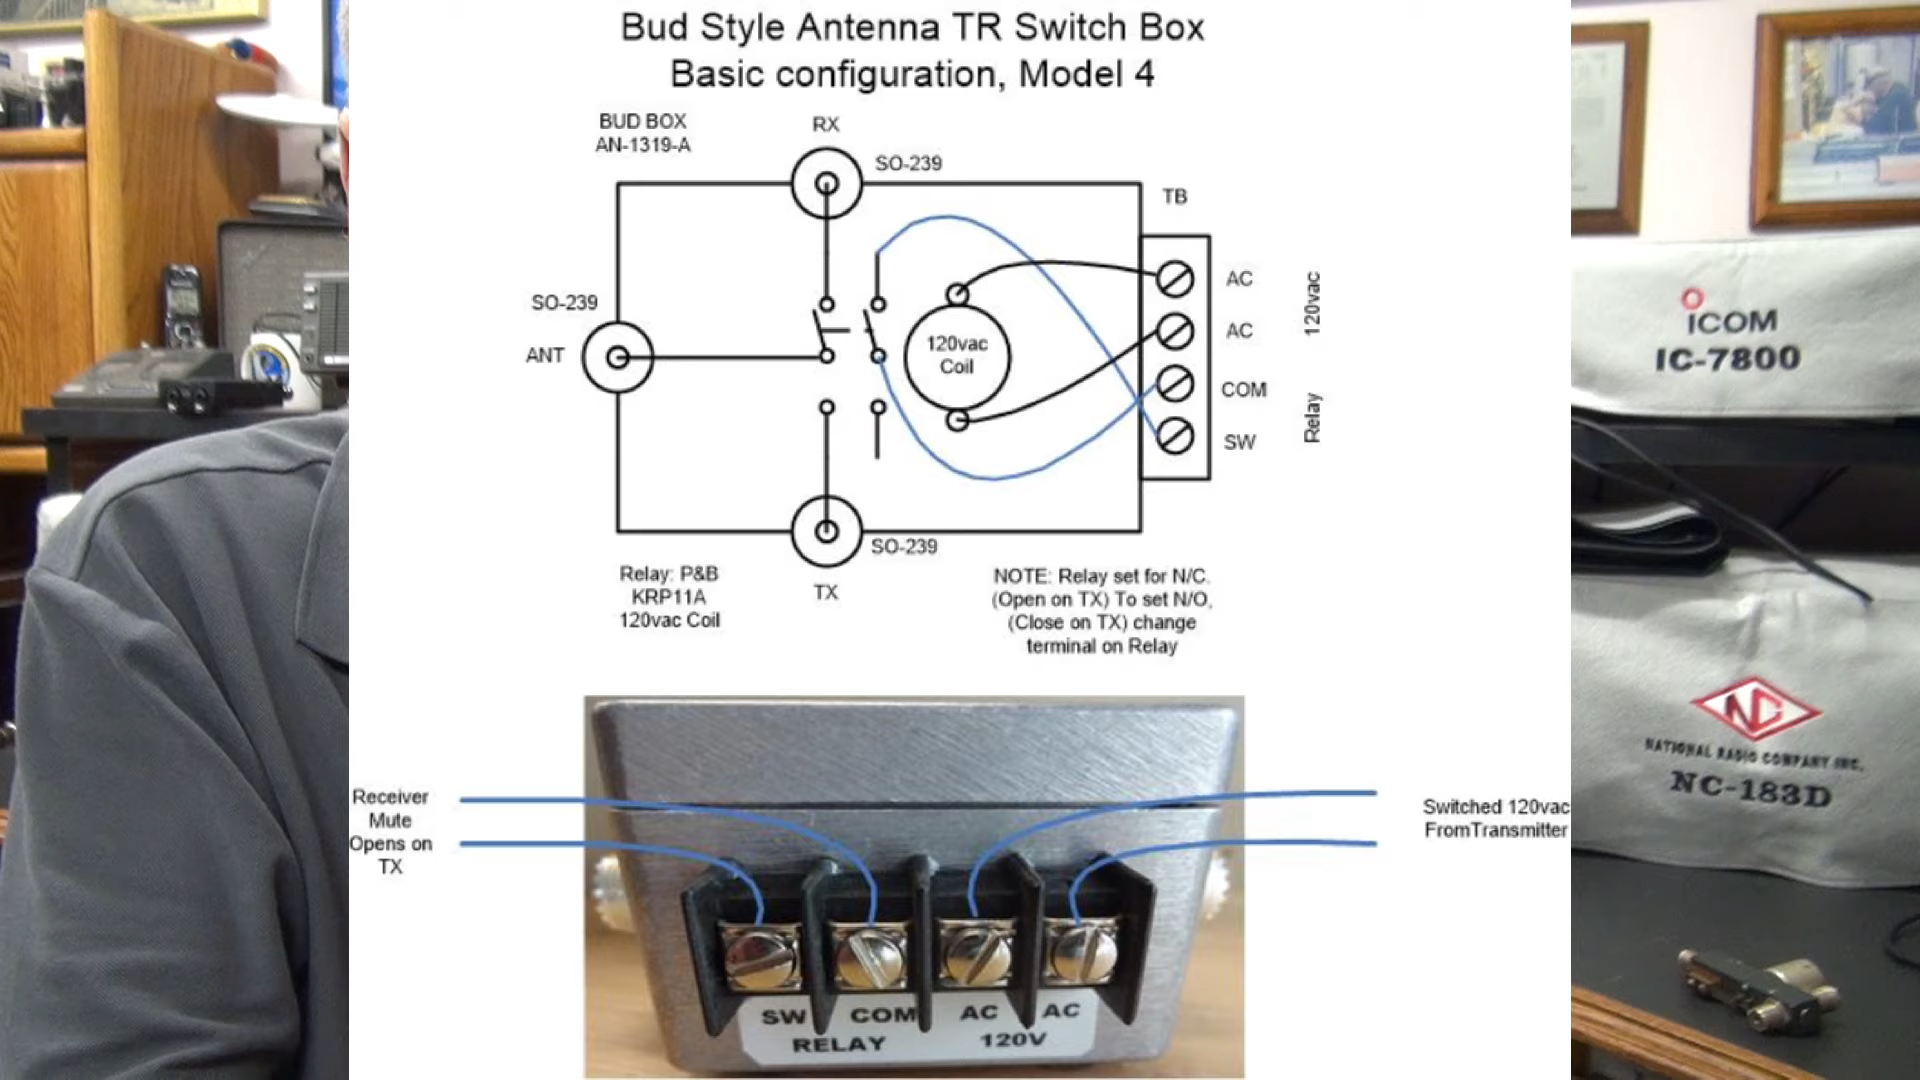 Bud Style Antenna TR Switch Box
Basic configuration, Model 4
BUD BOX
AN-1319-A
RX
SO-239
TB
SO-239
ANT
120vac
Coil
AC
AC
COM
SW
120vac
Relay
SO-239
TX
Relay: P&B
KRP11A
120vac Coil
NOTE: Relay set for N/C.
(Open on TX) To set N/O,
(Close on TX) change
terminal on Relay
Receiver
Mute
Opens on
TX
Switched 120vac
FromTransmitter
SW COM AC AC
RELAY 120V
ICOM
IC-7800
NC
NATIONAL RADIO COMPANY INC.
NC-183D